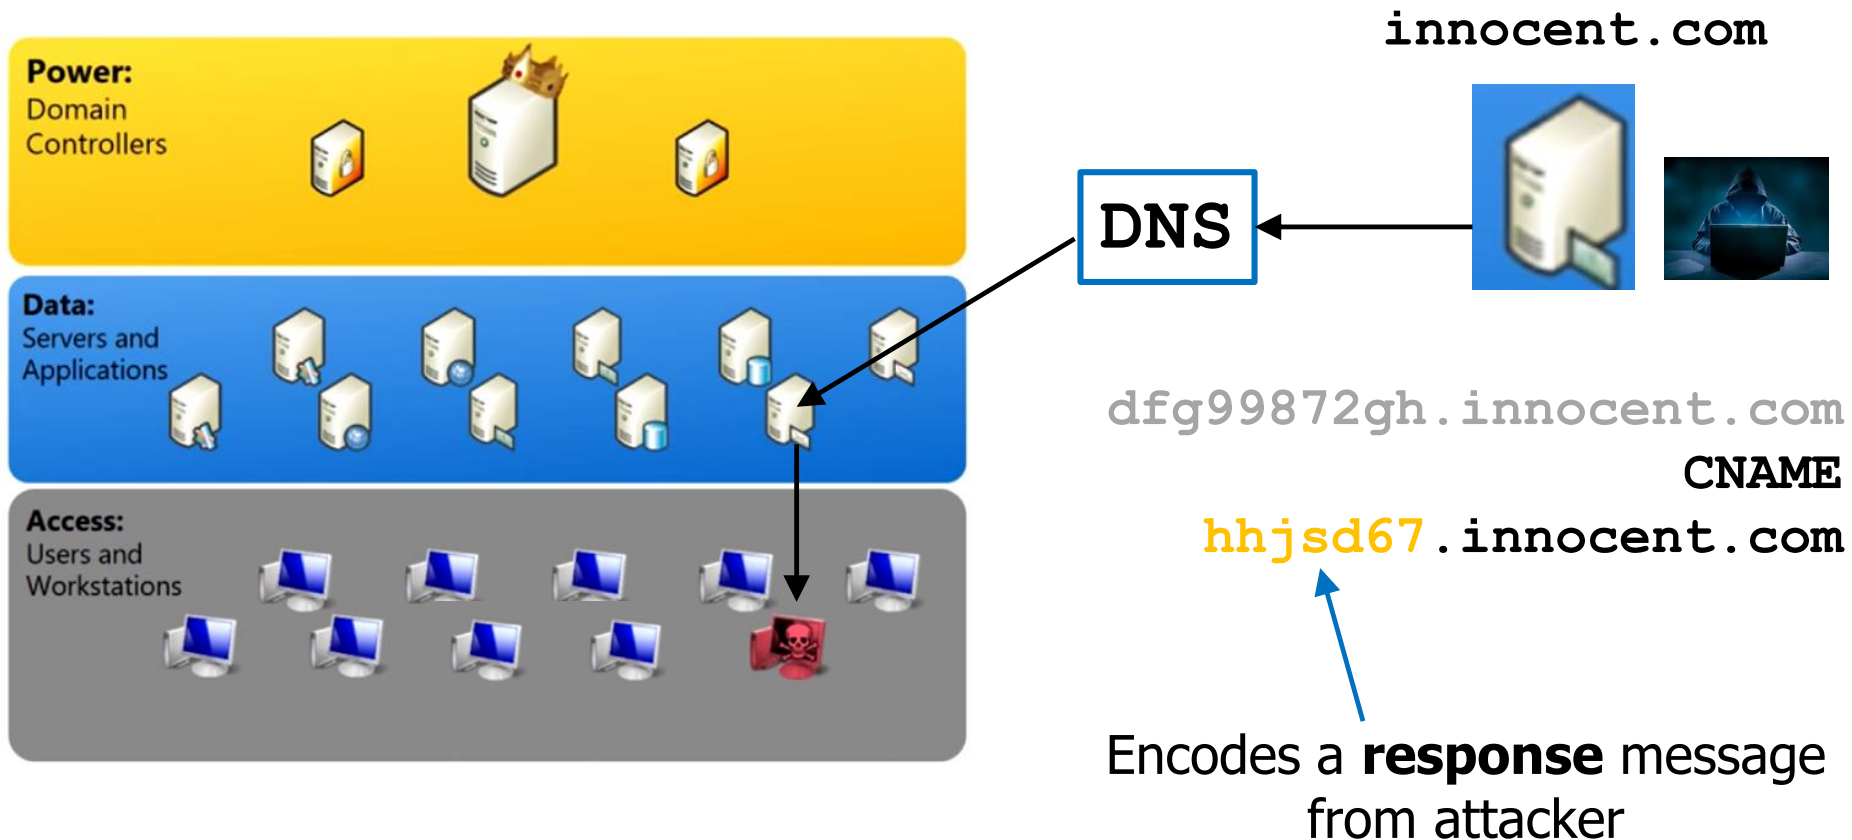 Power:
Domain
Controllers
Data:
Servers and
Applications
Access:
Users and
Workstations
innocent.com
DNS
dfg99872gh.innocent.com
CNAME
hhjsd67.innocent.com
Encodes a response message
from attacker